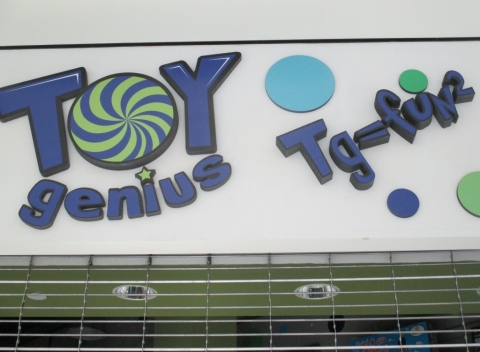 TOY
genius
Tg=fun²